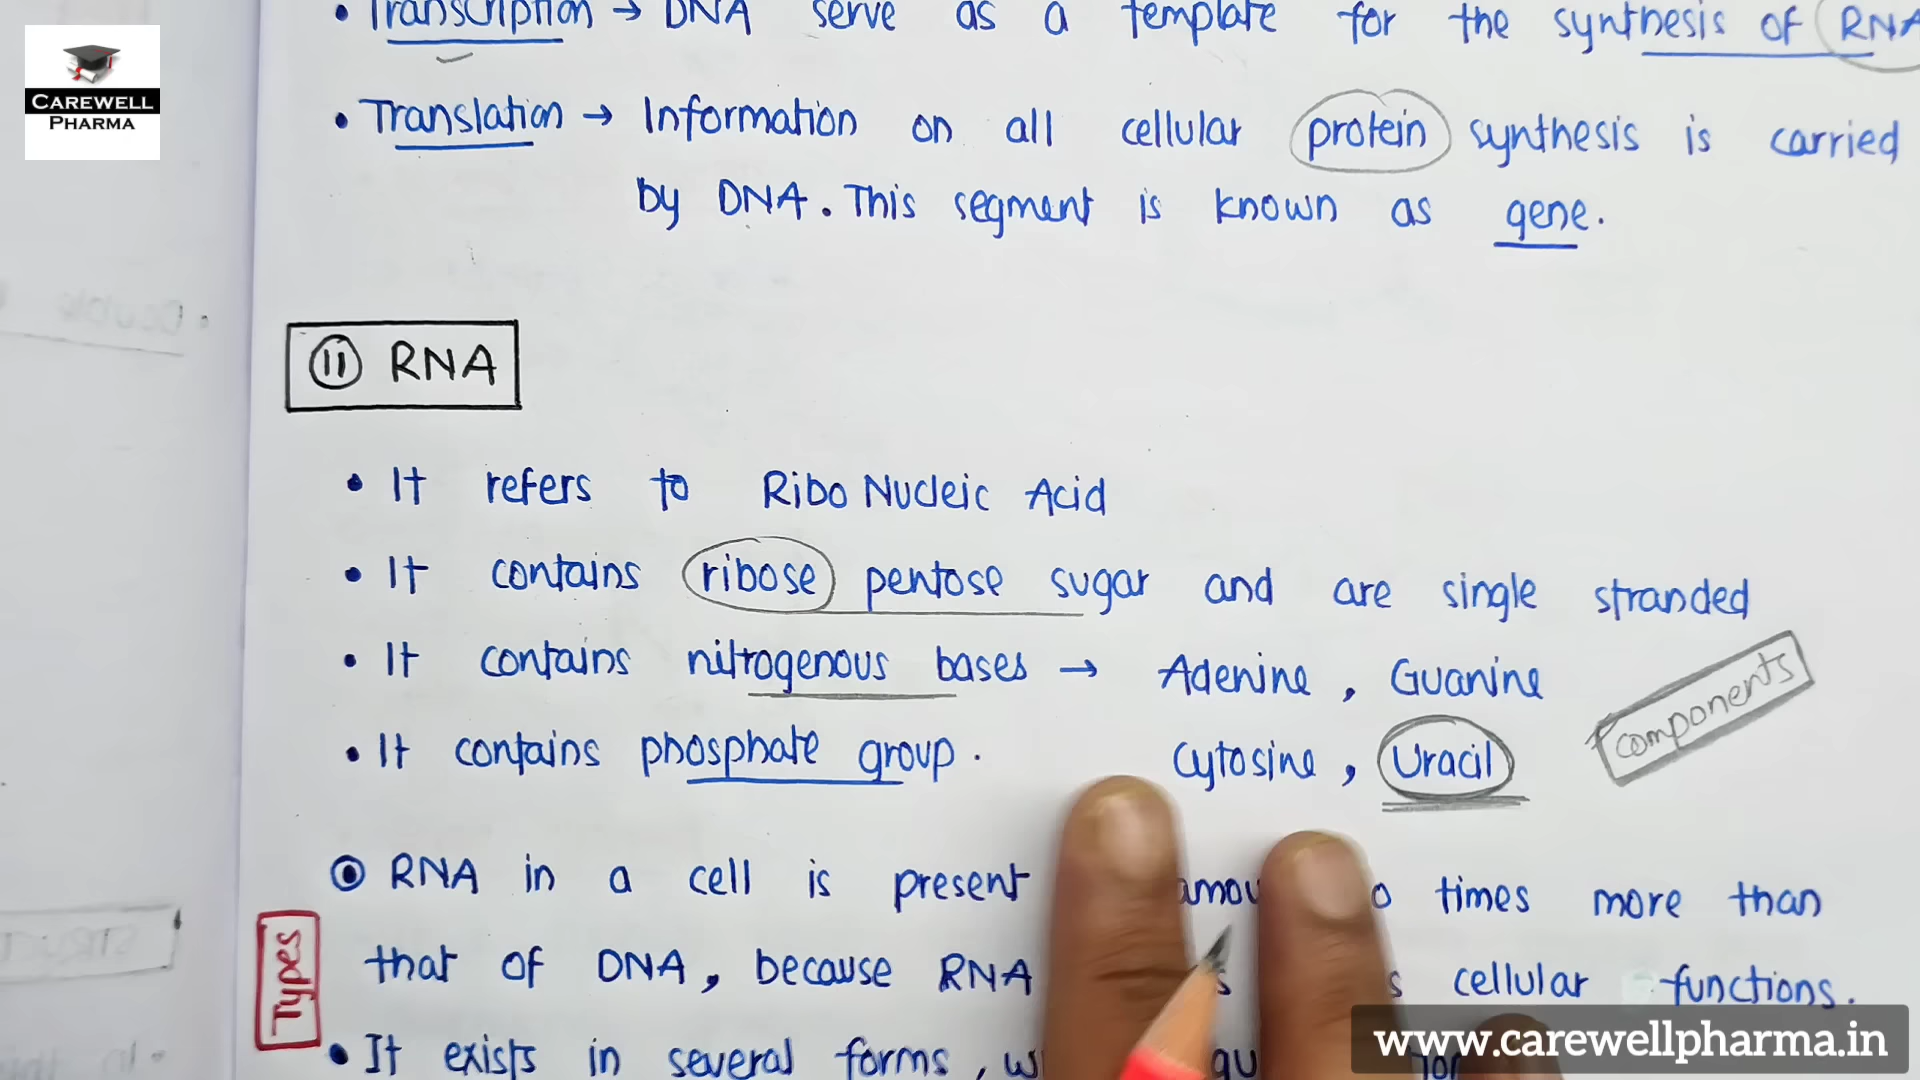 CAREWELL
PHARMA
• Transcription → DNA serve as a template for the synthesis of RNA
• Translation → Information on all cellular protein synthesis is carried
by DNA. This segment is known as gene.
⑪ RNA
• It refers to Ribo Nucleic Acid
• It contains ribose pentose sugar and are single stranded
• It contains nitrogenous bases → Adenine, Guanine
• It contains phosphate group. Cytosine, Uracil
components
⦿ RNA in a cell is present times more than
that of DNA, because RNA cellular functions.
Types
• It exists in several forms,
www.carewellpharma.in